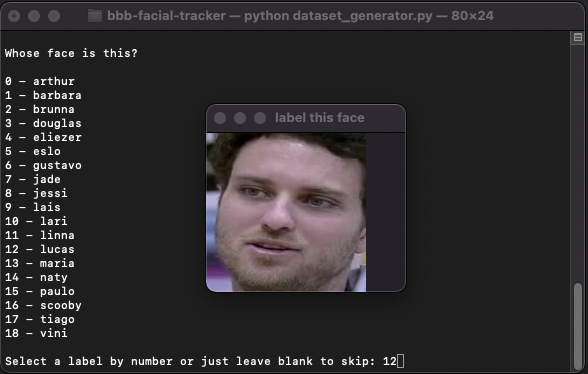 bbb-facial-tracker — python dataset_generator.py — 80×24
Whose face is this?
0 – arthur
1 – barbara
2 – brunna
3 – douglas
4 – eliezer
5 – eslo
6 – gustavo
7 – jade
8 – jessi
9 – lais
10 – lari
11 – linna
12 – lucas
13 – maria
14 – naty
15 – paulo
16 – scooby
17 – tiago
18 – vini
label this face
Select a label by number or just leave blank to skip: 12